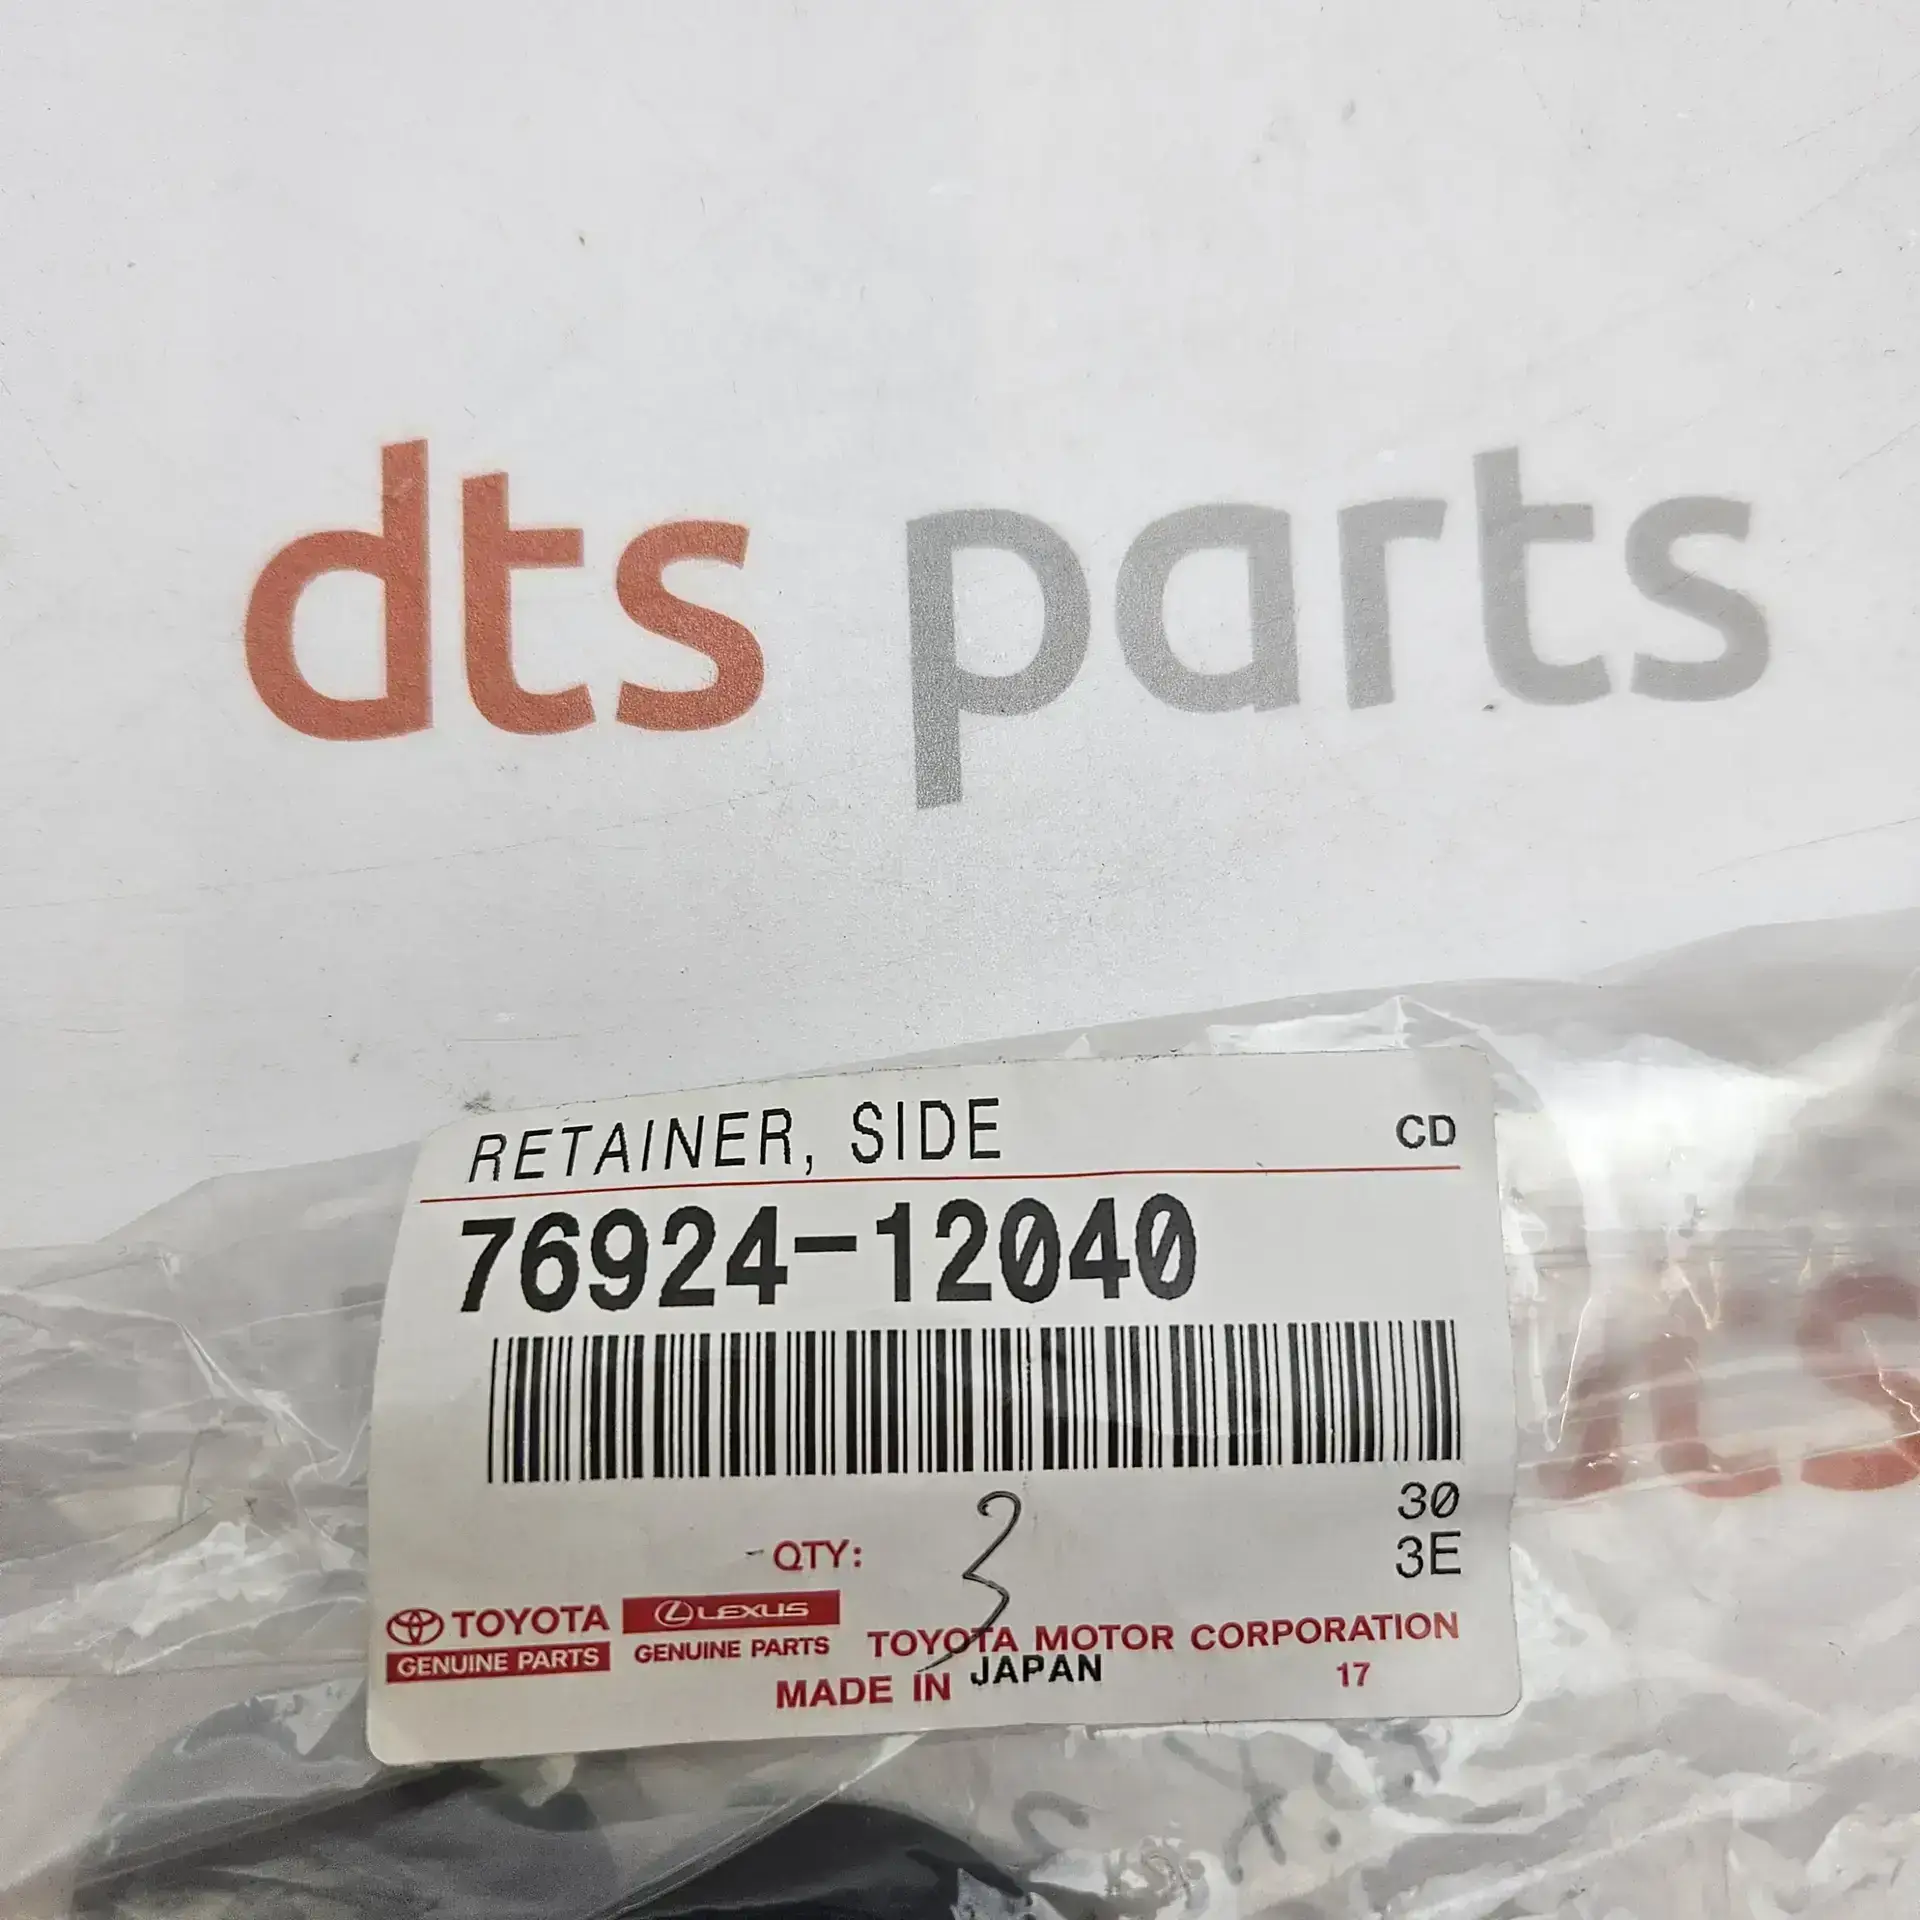 dts parts
RETAINER, SIDE CD
76924-12040
30
QTY: 3 3E
TOYOTA LEXUS
GENUINE PARTS GENUINE PARTS TOYOTA MOTOR CORPORATION
MADE IN JAPAN 17